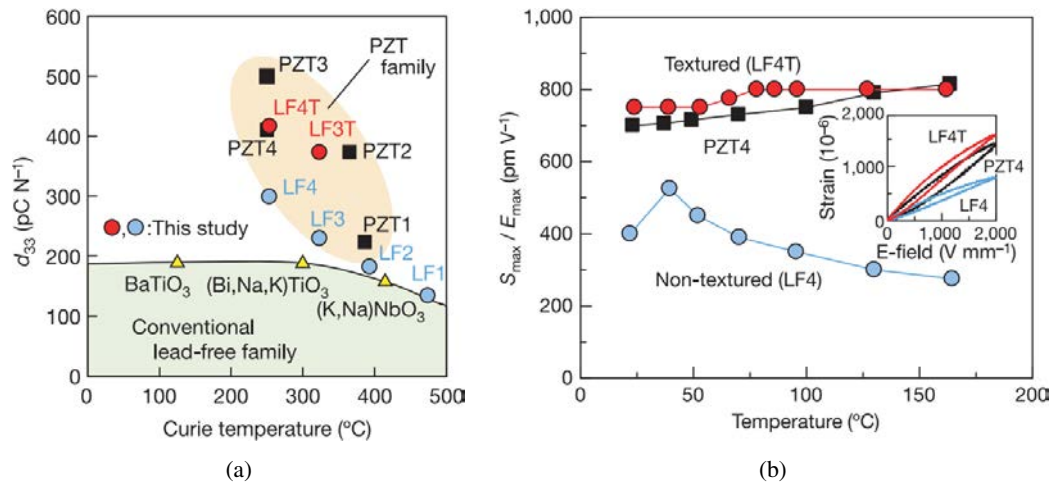 600
500
400
300
200
100
0
d₃₃ (pC N⁻¹)
PZT3
PZT
family
LF4T
LF3T
PZT4
PZT2
LF4
LF3
PZT1
,
:This study
LF2
LF1
BaTiO₃
(Bi,Na,K)TiO₃
(K,Na)NbO₃
Conventional
lead-free family
0
100
200
300
400
500
Curie temperature (ºC)
(a)
1,000
800
600
400
200
0
Sₘₐₓ / Eₘₐₓ (pm V⁻¹)
Textured (LF4T)
PZT4
Non-textured (LF4)
2,000
1,000
0
Strain (10⁻⁶)
LF4T
PZT4
LF4
0
1,000
2,000
E-field (V mm⁻¹)
0
50
100
150
200
Temperature (ºC)
(b)